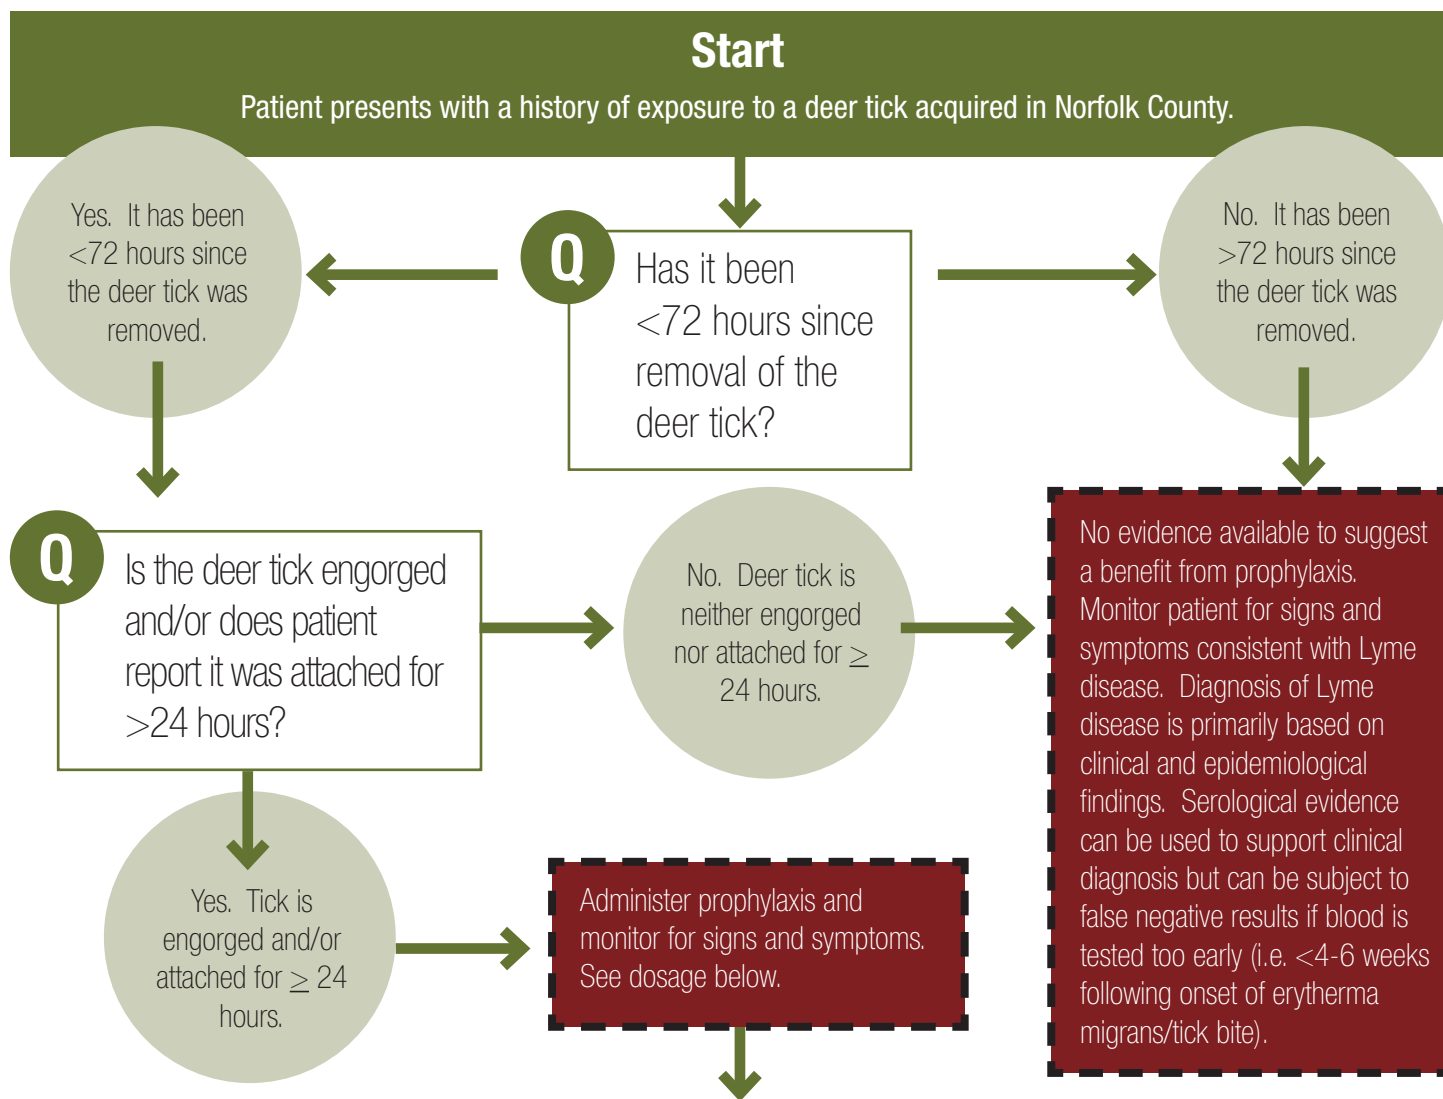 Start
Patient presents with a history of exposure to a deer tick acquired in Norfolk County.
Yes.  It has been
<72 hours since
the deer tick was
removed.
Q
Has it been
<72 hours since
removal of the
deer tick?
No.  It has been
>72 hours since
the deer tick was
removed.
Q
Is the deer tick engorged
and/or does patient
report it was attached for
>24 hours?
No.  Deer tick is
neither engorged
nor attached for ≥
24 hours.
No evidence available to suggest
a benefit from prophylaxis.
Monitor patient for signs and
symptoms consistent with Lyme
disease.  Diagnosis of Lyme
disease is primarily based on
clinical and epidemiological
findings.  Serological evidence
can be used to support clinical
diagnosis but can be subject to
false negative results if blood is
tested too early (i.e. <4-6 weeks
following onset of erytherma
migrans/tick bite).
Yes.  Tick is
engorged and/or
attached for ≥ 24
hours.
Administer prophylaxis and
monitor for signs and symptoms.
See dosage below.